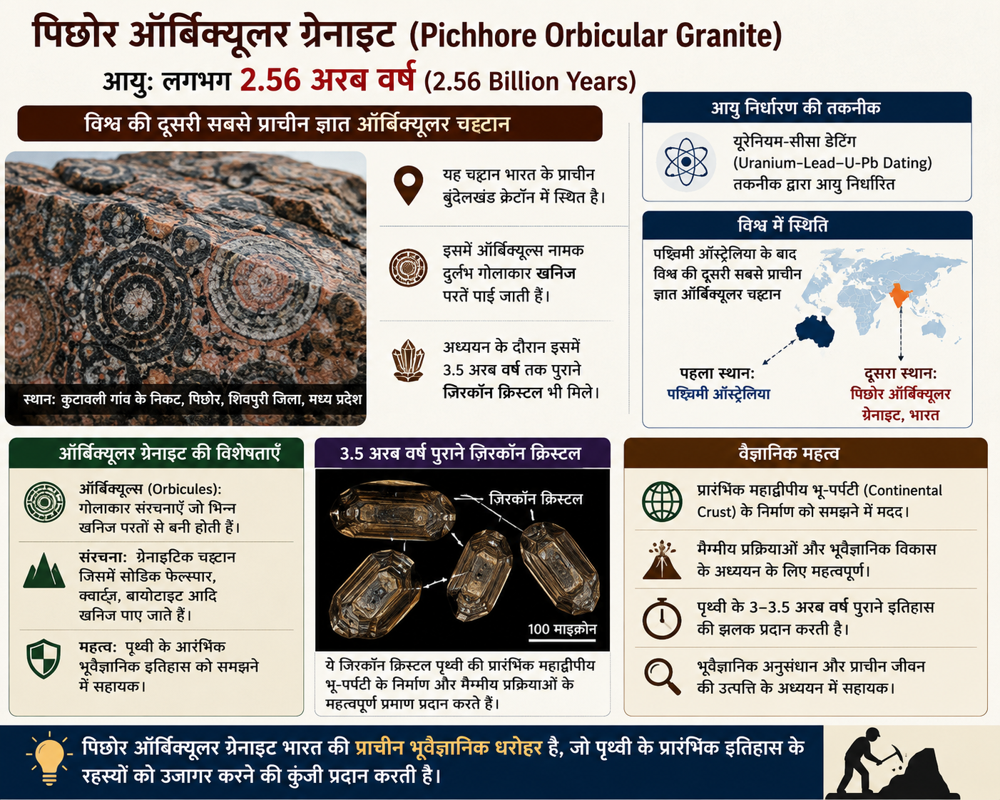 पिछोर ऑर्बिक्यूलर ग्रेनाइट (Pichhore Orbicular Granite)
आयु: लगभग 2.56 अरब वर्ष (2.56 Billion Years)
विश्व की दूसरी सबसे प्राचीन ज्ञात ऑर्बिक्यूलर चट्टान
स्थान: कुटावली गांव के निकट, पिछोर, शिवपुरी जिला, मध्य प्रदेश
यह चट्टान भारत के प्राचीन
बुंदेलखंड क्रेटॉन में स्थित है।
इसमें ऑर्बिक्यूल्स नामक
दुर्लभ गोलाकार खनिज
परतें पाई जाती हैं।
अध्ययन के दौरान इसमें
3.5 अरब वर्ष तक पुराने
ज़िरकॉन क्रिस्टल भी मिले।
आयु निर्धारण की तकनीक
यूरेनियम-सीसा डेटिंग
(Uranium–Lead–U-Pb Dating)
तकनीक द्वारा आयु निर्धारित
विश्व में स्थिति
पश्चिमी ऑस्ट्रेलिया के बाद
विश्व की दूसरी सबसे प्राचीन
ज्ञात ऑर्बिक्यूलर चट्टान
पहला स्थान:
पश्चिमी ऑस्ट्रेलिया
दूसरा स्थान:
पिछोर ऑर्बिक्यूलर
ग्रेनाइट, भारत
ऑर्बिक्यूलर ग्रेनाइट की विशेषताएँ
ऑर्बिक्यूल्स (Orbicules):
गोलाकार संरचनाएँ जो भिन्न
खनिज परतों से बनी होती हैं।
संरचना: ग्रेनाइटिक चट्टान
जिसमें सोडिक फेल्स्पार,
क्वार्ट्ज़, बायोटाइट आदि
खनिज पाए जाते हैं।
महत्व: पृथ्वी के आरंभिक
भूवैज्ञानिक इतिहास को समझने
में सहायक।
3.5 अरब वर्ष पुराने ज़िरकॉन क्रिस्टल
ज़िरकॉन क्रिस्टल
100 माइक्रोन
ये जिरकॉन क्रिस्टल पृथ्वी की प्रारंभिक महाद्वीपीय
भू-पर्पटी के निर्माण और मैग्मीय प्रक्रियाओं के
महत्वपूर्ण प्रमाण प्रदान करते हैं।
वैज्ञानिक महत्व
प्रारंभिक महाद्वीपीय भू-पर्पटी (Continental
Crust) के निर्माण को समझने में मदद।
मैग्मीय प्रक्रियाओं और भूवैज्ञानिक विकास
के अध्ययन के लिए महत्वपूर्ण।
पृथ्वी के 3–3.5 अरब वर्ष पुराने इतिहास
की झलक प्रदान करती है।
भूवैज्ञानिक अनुसंधान और प्राचीन जीवन
की उत्पत्ति के अध्ययन में सहायक।
पिछोर ऑर्बिक्यूलर ग्रेनाइट भारत की प्राचीन भूवैज्ञानिक धरोहर है, जो पृथ्वी के प्रारंभिक इतिहास के
रहस्यों को उजागर करने की कुंजी प्रदान करती है।